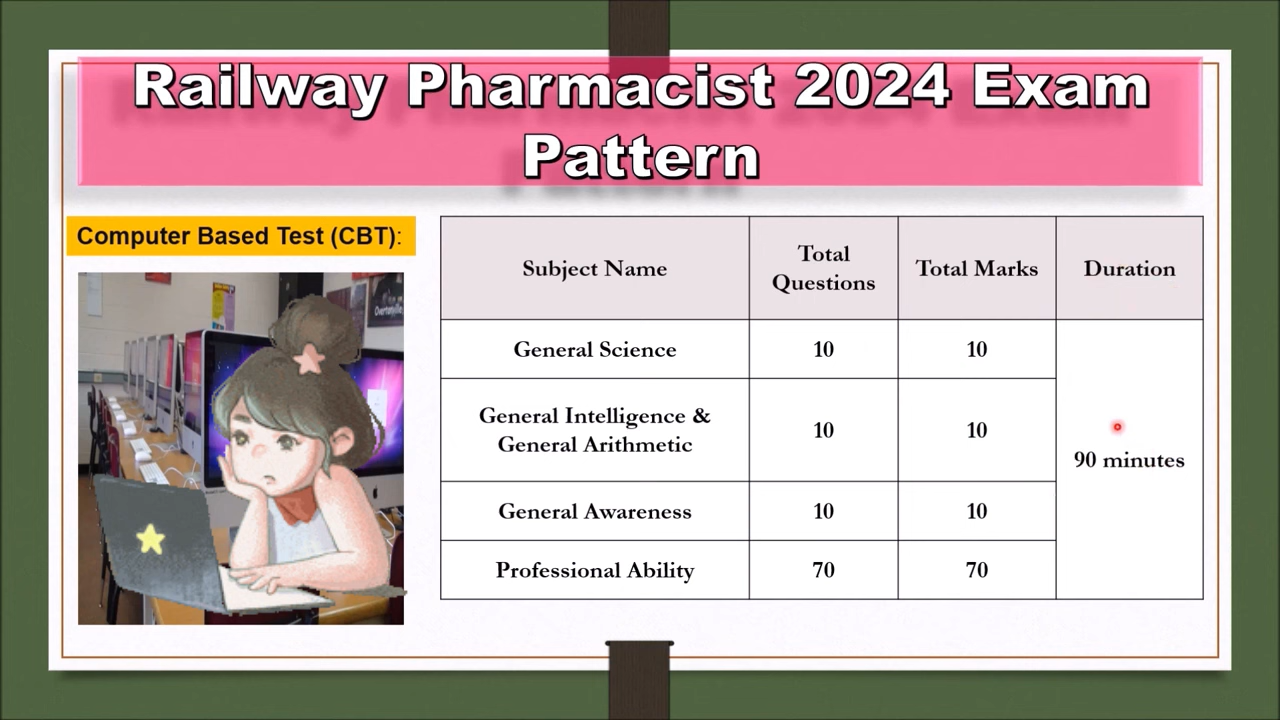 Railway Pharmacist 2024 Exam
Pattern
Computer Based Test (CBT):
Subject Name
Total
Questions
Total Marks
Duration
General Science
10
10
General Intelligence &
General Arithmetic
10
10
90 minutes
General Awareness
10
10
Professional Ability
70
70